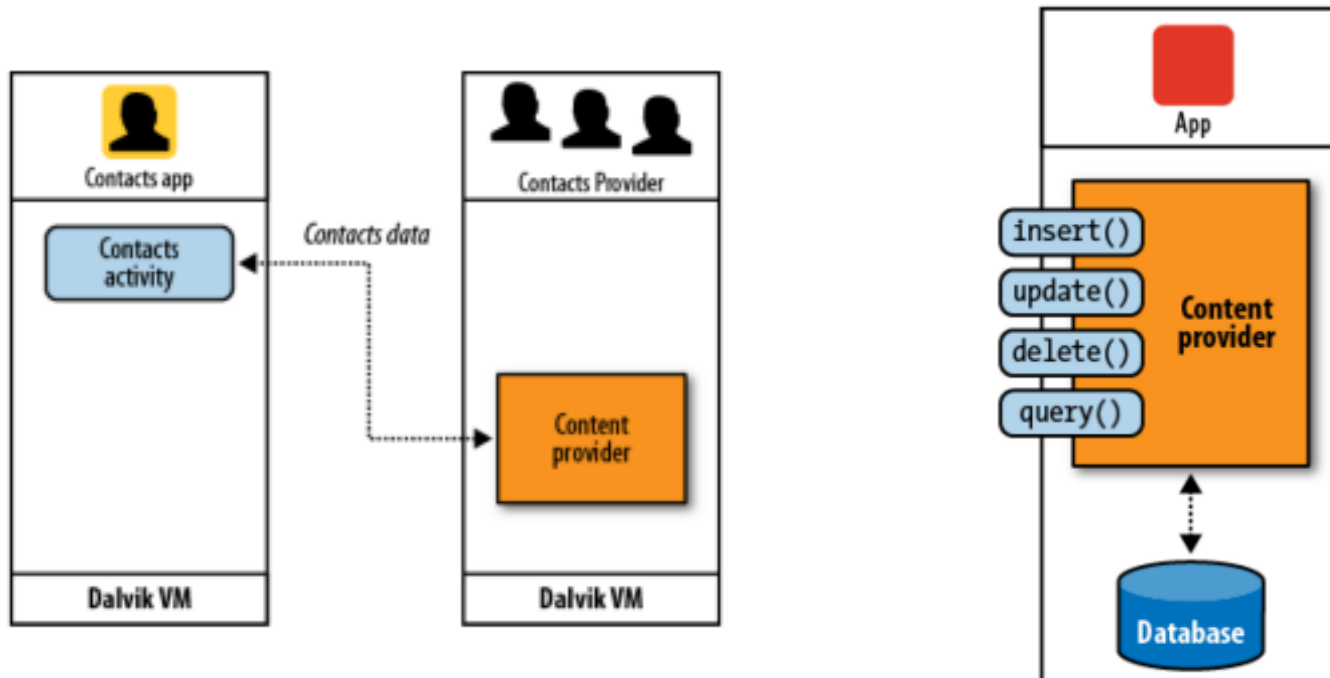 Contacts app
Contacts
activity
Dalvik VM
Contacts data
Contacts Provider
Content
provider
Dalvik VM
App
insert()
update()
delete()
query()
Content
provider
Database